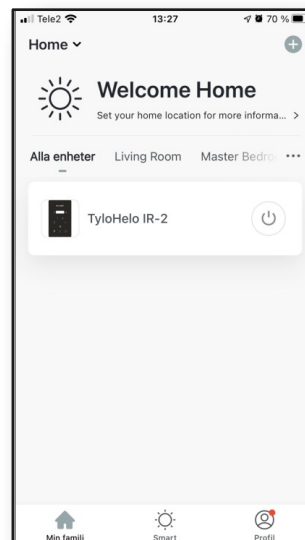 Tele2 13:27 70 %
Home
Welcome Home
Set your home location for more informa...
Alla enheter Living Room Master Bedro
TyloHelo IR-2
Min familj Smart Profil